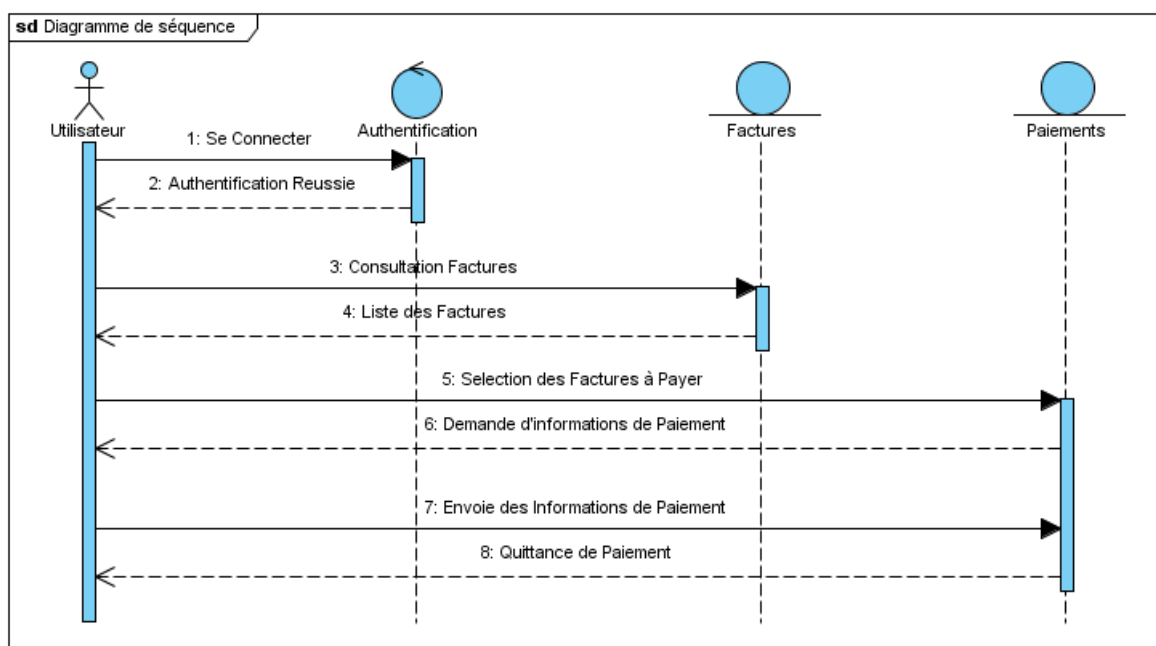 sd Diagramme de séquence
Utilisateur
Authentification
Factures
Paiements
1: Se Connecter
2: Authentification Reussie
3: Consultation Factures
4: Liste des Factures
5: Selection des Factures à Payer
6: Demande d'informations de Paiement
7: Envoie des Informations de Paiement
8: Quittance de Paiement